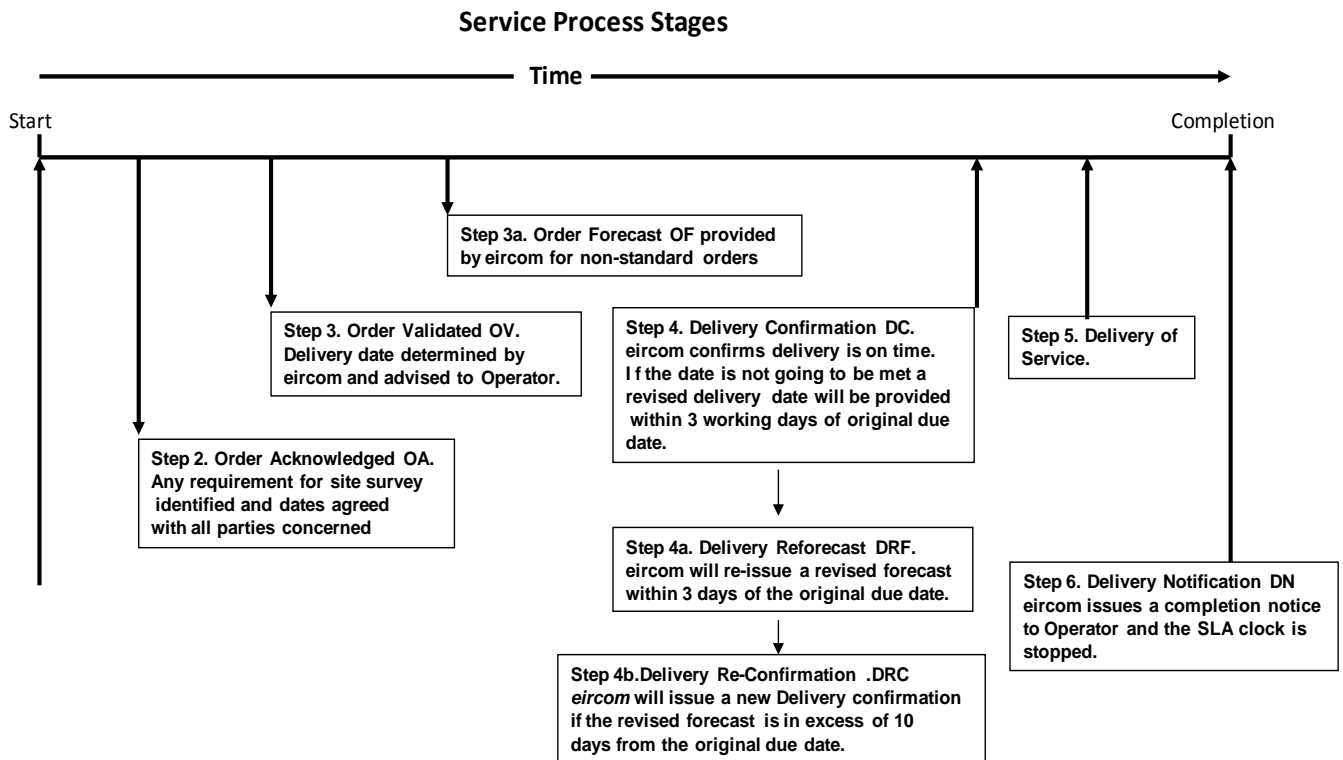 Service Process Stages
Time
Start
Completion
Step 3a. Order Forecast OF provided
by eircom for non-standard orders
Step 3. Order Validated OV.
Delivery date determined by
eircom and advised to Operator.
Step 4. Delivery Confirmation DC.
eircom confirms delivery is on time.
I f the date is not going to be met a
revised delivery date will be provided
within 3 working days of original due
date.
Step 5. Delivery of
Service.
Step 2. Order Acknowledged OA.
Any requirement for site survey
identified and dates agreed
with all parties concerned
Step 4a. Delivery Reforecast DRF.
eircom will re-issue a revised forecast
within 3 days of the original due date.
Step 6. Delivery Notification DN
eircom issues a completion notice
to Operator and the SLA clock is
stopped.
Step 4b.Delivery Re-Confirmation .DRC
eircom will issue a new Delivery confirmation
if the revised forecast is in excess of 10
days from the original due date.